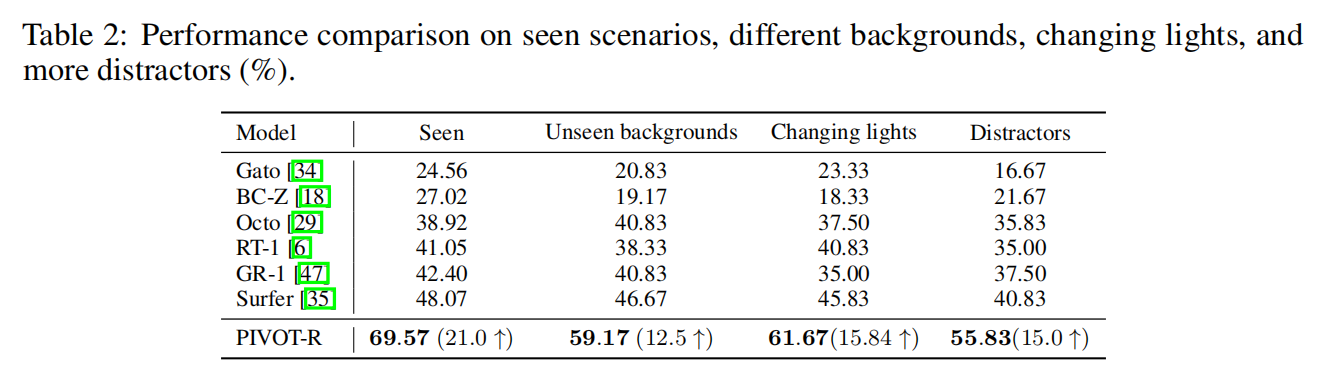 Table 2: Performance comparison on seen scenarios, different backgrounds, changing lights, and
more distractors (%).
Model Seen Unseen backgrounds Changing lights Distractors
Gato [34] 24.56 20.83 23.33 16.67
BC-Z [18] 27.02 19.17 18.33 21.67
Octo [29] 38.92 40.83 37.50 35.83
RT-1 [6] 41.05 38.33 40.83 35.00
GR-1 [47] 42.40 40.83 35.00 37.50
Surfer [35] 48.07 46.67 45.83 40.83
PIVOT-R 69.57 (21.0 ↑) 59.17 (12.5 ↑) 61.67(15.84 ↑) 55.83(15.0 ↑)